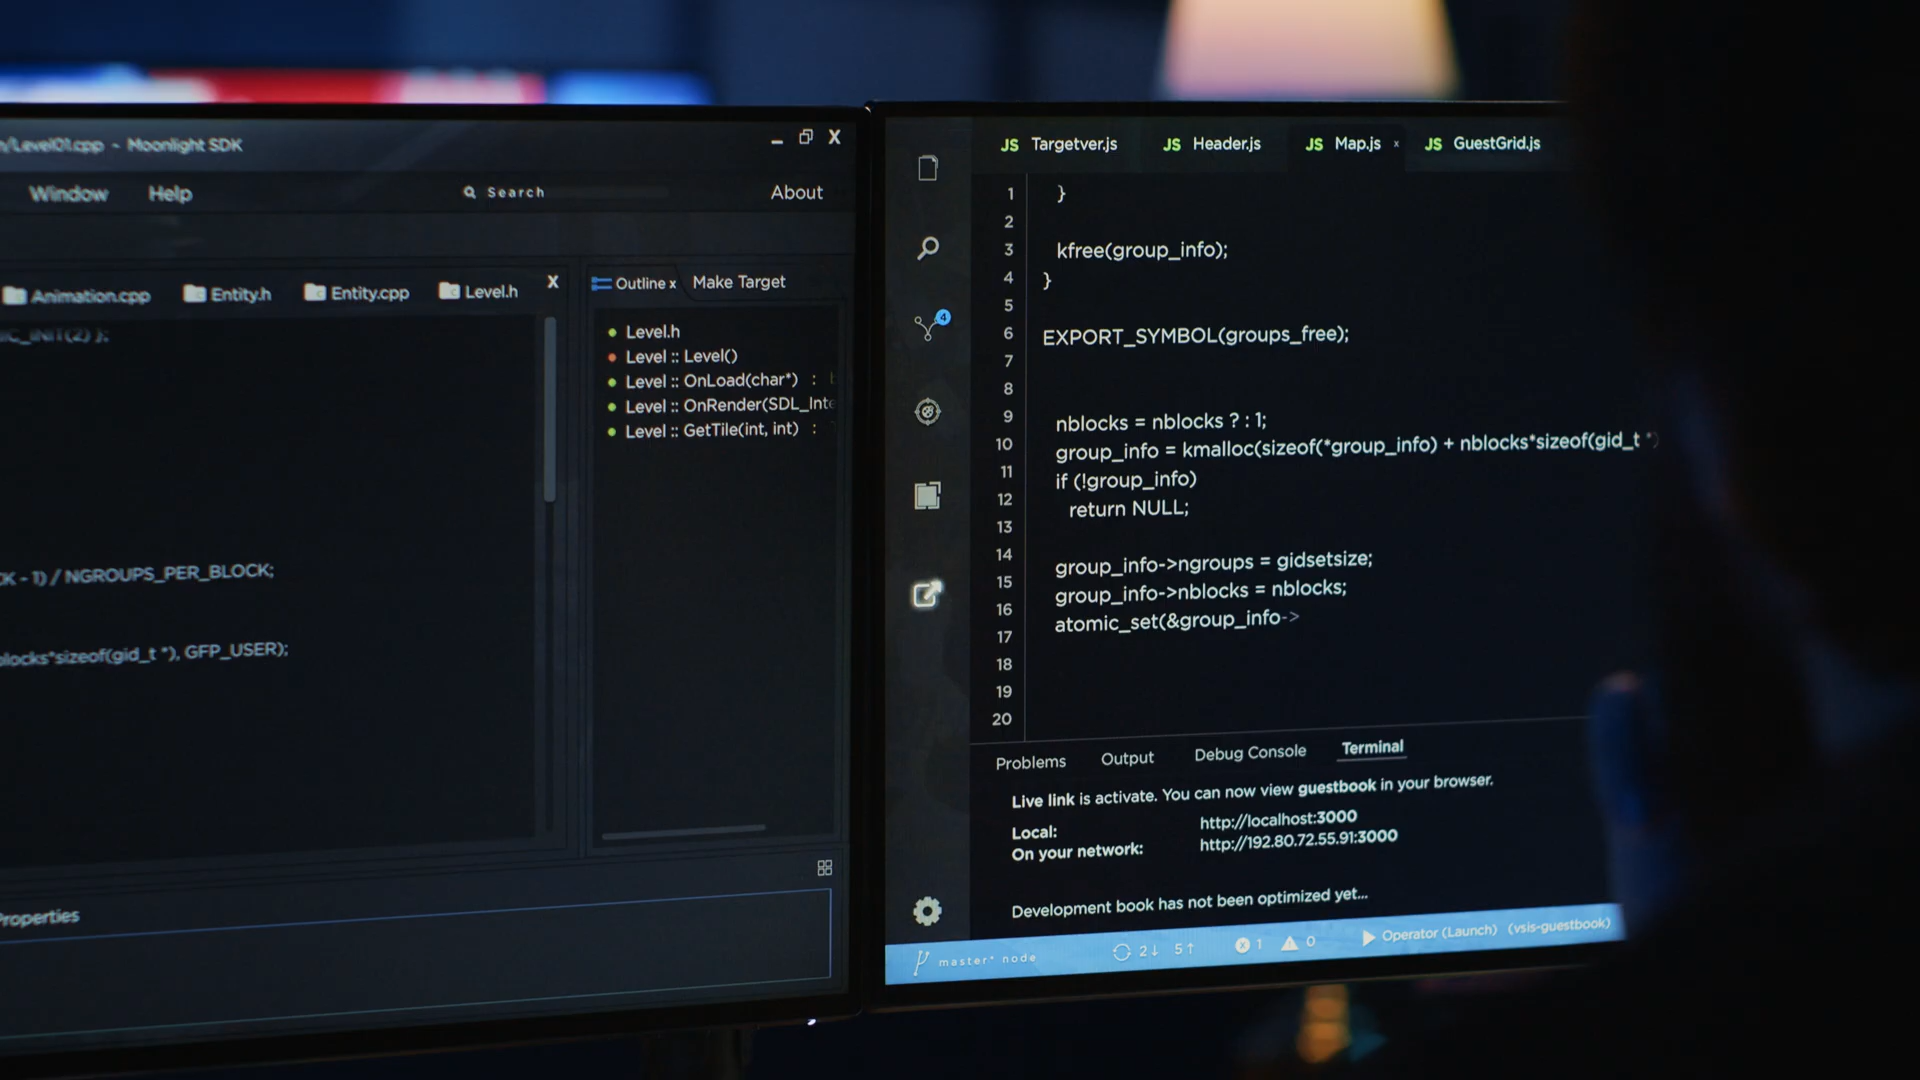 Level01.cpp - Moonlight SDK
Window Help Search About
Animation.cpp Entity.h Entity.cpp Level.h X
Outline x Make Target
Level.h
Level :: Level()
Level :: OnLoad(char*) :
Level :: OnRender(SDL_Inte
Level :: GetTile(int, int) :
IC_INIT(2) };
K - 1) / NGROUPS_PER_BLOCK;
locks*sizeof(gid_t *), GFP_USER);
Properties
JS Targetver.js JS Header.js JS Map.js x JS GuestGrid.js
4
1 }
2
3 kfree(group_info);
4 }
5
6 EXPORT_SYMBOL(groups_free);
7
8
9 nblocks = nblocks ? : 1;
10 group_info = kmalloc(sizeof(*group_info) + nblocks*sizeof(gid_t *)
11 if (!group_info)
12 return NULL;
13
14 group_info->ngroups = gidsetsize;
15 group_info->nblocks = nblocks;
16 atomic_set(&group_info->
17
18
19
20
Problems Output Debug Console Terminal
Live link is activate. You can now view guestbook in your browser.
Local: http://localhost:3000
On your network: http://192.80.72.55.91:3000
Development book has not been optimized yet...
master* node 2↓ 5↑ 1 0 Operator (Launch) (vsis-guestbook)